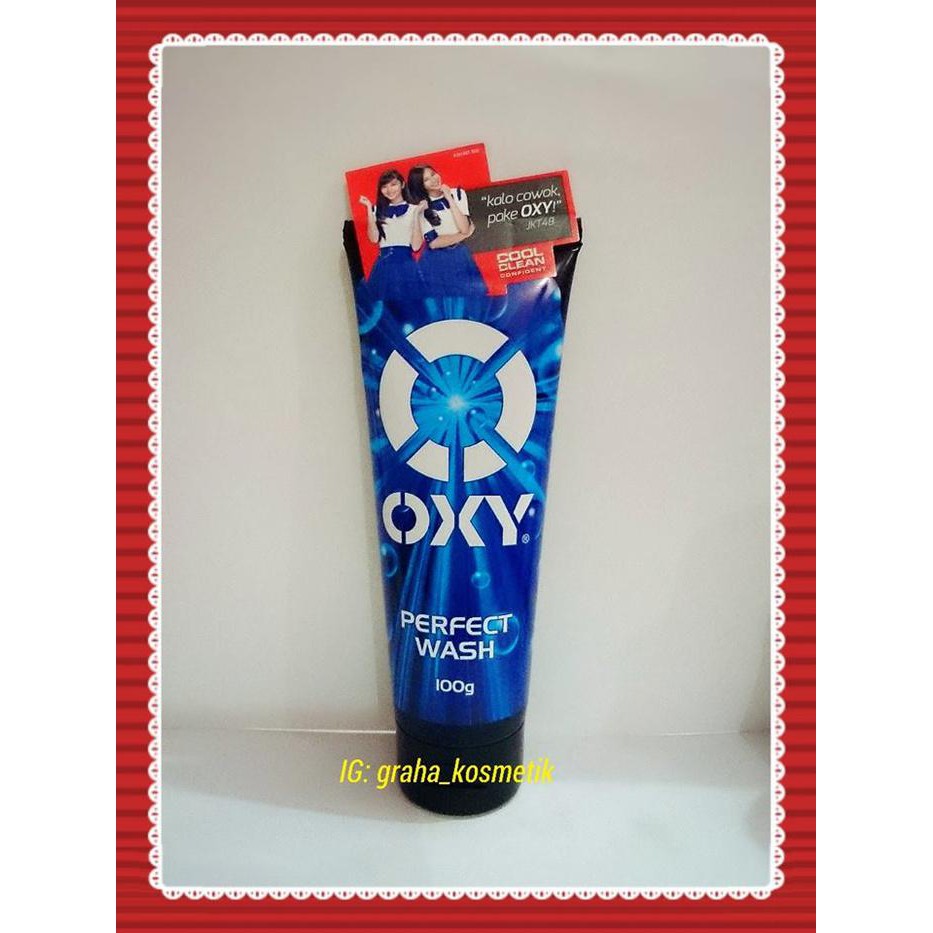 "kalo cowok,
pake OXY!"
JKT48
COOL
CLEAN
CONFIDENT
OXY®
PERFECT
WASH
100g
IG: graha_kosmetik